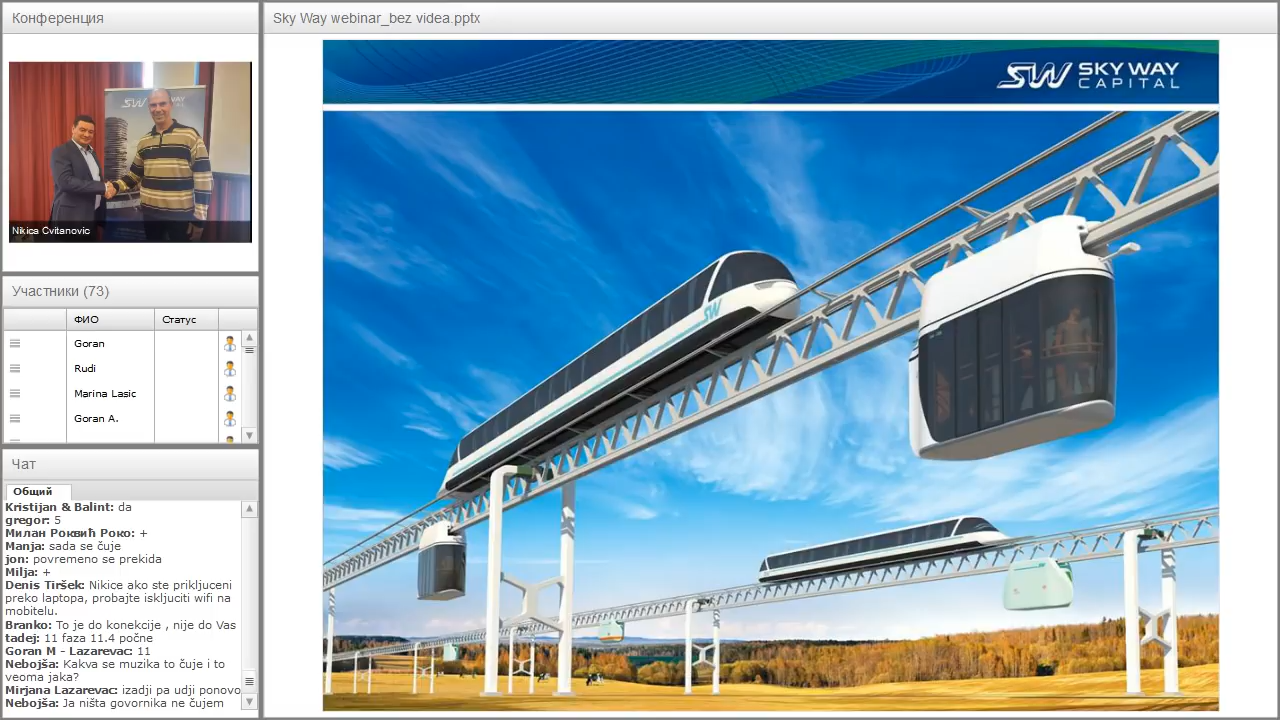 Конференция
Nikica Cvitanovic
Участники (73)
ФИО Статус
Goran
Rudi
Marina Lasic
Goran A.
Чат
Общий
Kristijan & Balint: da
gregor: 5
Милан Роквић Роко: +
Manja: sada se čuje
jon: povremeno se prekida
Milja: +
Denis Tiršek: Nikice ako ste prikljuceni
preko laptopa, probajte iskljuciti wifi na
mobitelu.
Branko: To je do konekcije , nije do Vas
tadej: 11 faza 11.4 počne
Goran M - Lazarevac: 11
Nebojša: Kakva se muzika to čuje i to
veoma jaka?
Mirjana Lazarevac: izadji pa udji ponovo
Nebojša: Ja ništa govornika ne čujem
Sky Way webinar_bez videa.pptx
SW SKY WAY
CAPITAL
SW